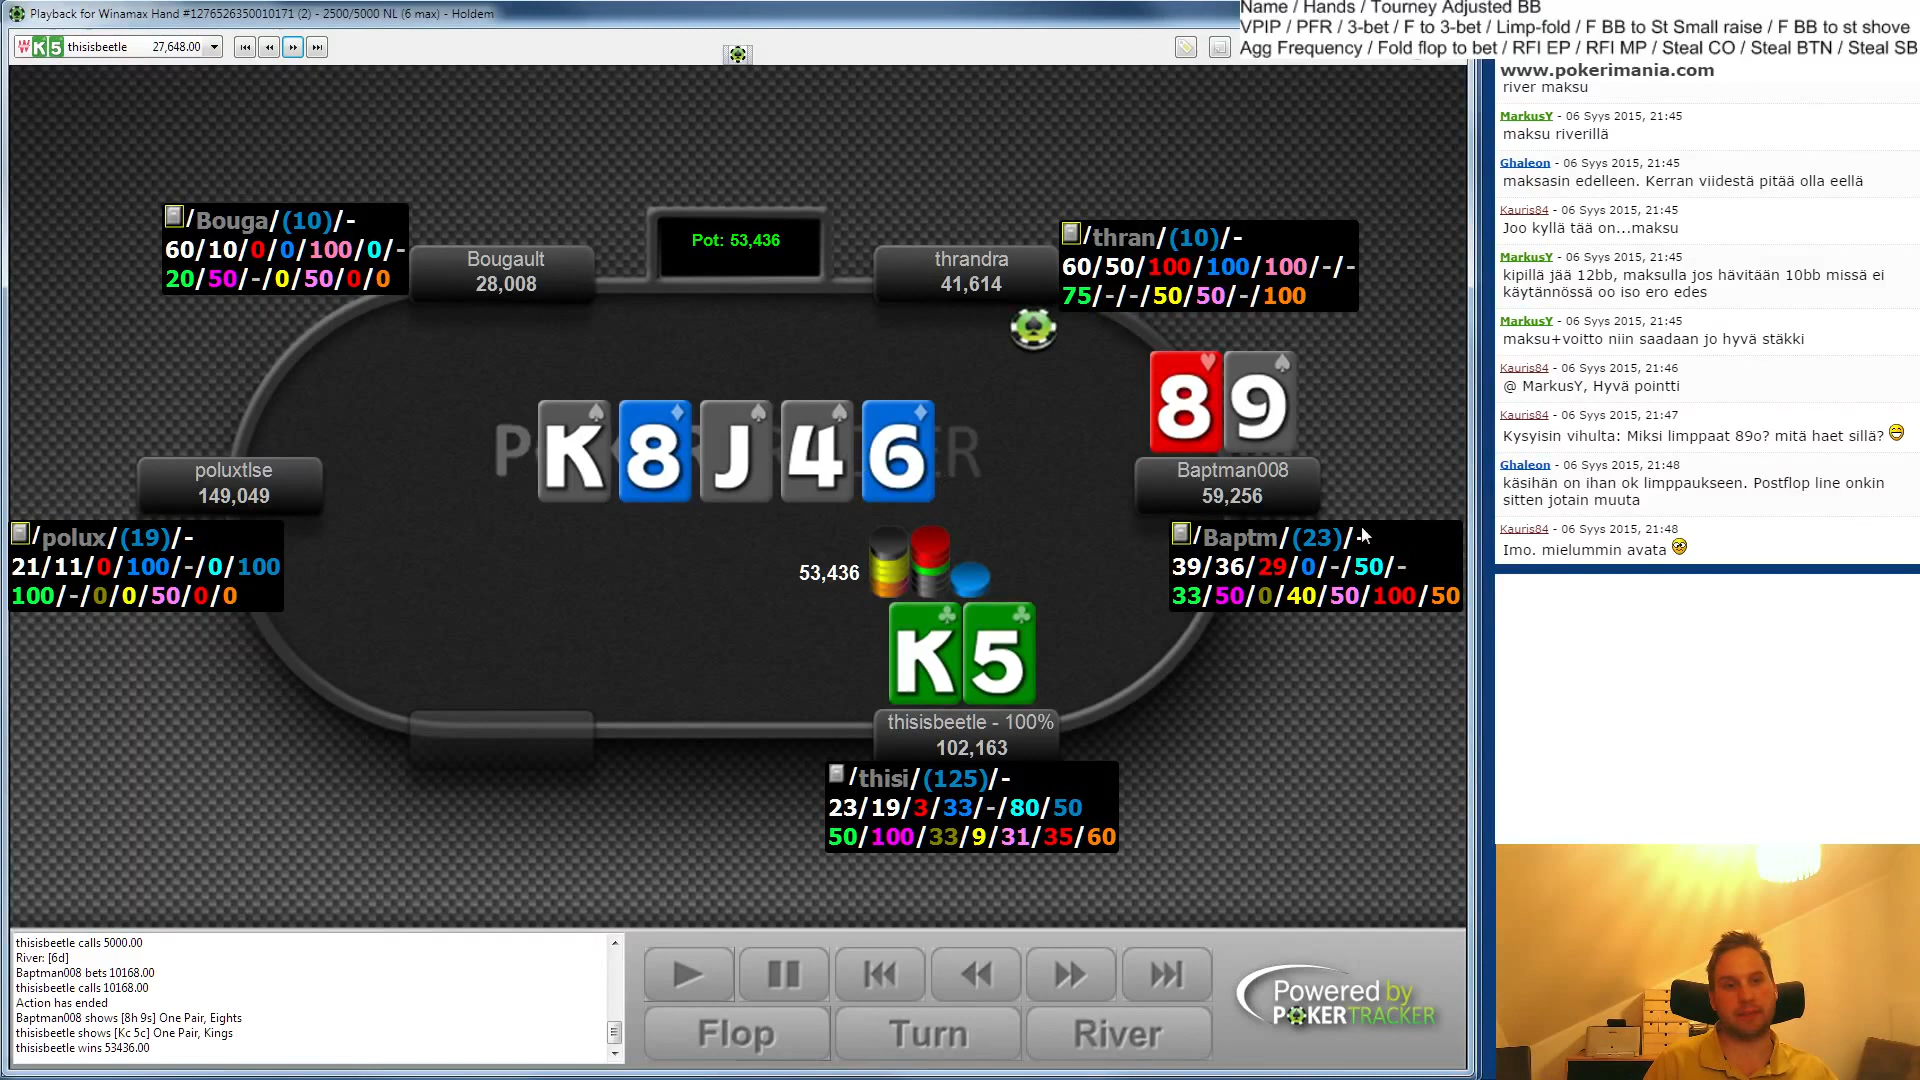 Playback for Winamax Hand #1276526350010171 (2) - 2500/5000 NL (6 max) - Holdem
Name / Hands / Tourney Adjusted BB
VPIP / PFR / 3-bet / F to 3-bet / Limp-fold / F BB to St Small raise / F BB to st shove
Agg Frequency / Fold flop to bet / RFI EP / RFI MP / Steal CO / Steal BTN / Steal SB
www.pokerimania.com
K 5 thisisbeetle 27,648.00
river maksu
MarkusY - 06 Syys 2015, 21:45
maksu riverillä
Ghaleon - 06 Syys 2015, 21:45
maksasin edelleen. Kerran viidestä pitää olla eellä
Kauris84 - 06 Syys 2015, 21:45
Joo kyllä tää on...maksu
MarkusY - 06 Syys 2015, 21:45
kipillä jää 12bb, maksulla jos hävitään 10bb missä ei
käytännössä oo iso ero edes
MarkusY - 06 Syys 2015, 21:45
maksu+voitto niin saadaan jo hyvä stäkki
Kauris84 - 06 Syys 2015, 21:46
@ MarkusY, Hyvä pointti
Kauris84 - 06 Syys 2015, 21:47
Kysyisin vihulta: Miksi limppaat 89o? mitä haet sillä?
Ghaleon - 06 Syys 2015, 21:48
käsihän on ihan ok limppaukseen. Postflop line onkin
sitten jotain muuta
Kauris84 - 06 Syys 2015, 21:48
Imo. mielummin avata
/Bouga/(10)/-
60/10/0/0/100/0/-
20/50/-/0/50/0/0
Bougault
28,008
Pot: 53,436
thrandra
41,614
/thran/(10)/-
60/50/100/100/100/-/-
75/-/-/50/50/-/100
8 9
Baptman008
59,256
/Baptm/(23)/-
39/36/29/0/-/50/-
33/50/0/40/50/100/50
K 8 J 4 6
poluxtlse
149,049
/polux/(19)/-
21/11/0/100/-/0/100
100/-/0/0/50/0/0
53,436
K 5
thisisbeetle - 100%
102,163
/thisi/(125)/-
23/19/3/33/-/80/50
50/100/33/9/31/35/60
thisisbeetle calls 5000.00
River: [6d]
Baptman008 bets 10168.00
thisisbeetle calls 10168.00
Action has ended
Baptman008 shows [8h 9s] One Pair, Eights
thisisbeetle shows [Kc 5c] One Pair, Kings
thisisbeetle wins 53436.00
Flop
Turn
River
Powered by
POKERTRACKER